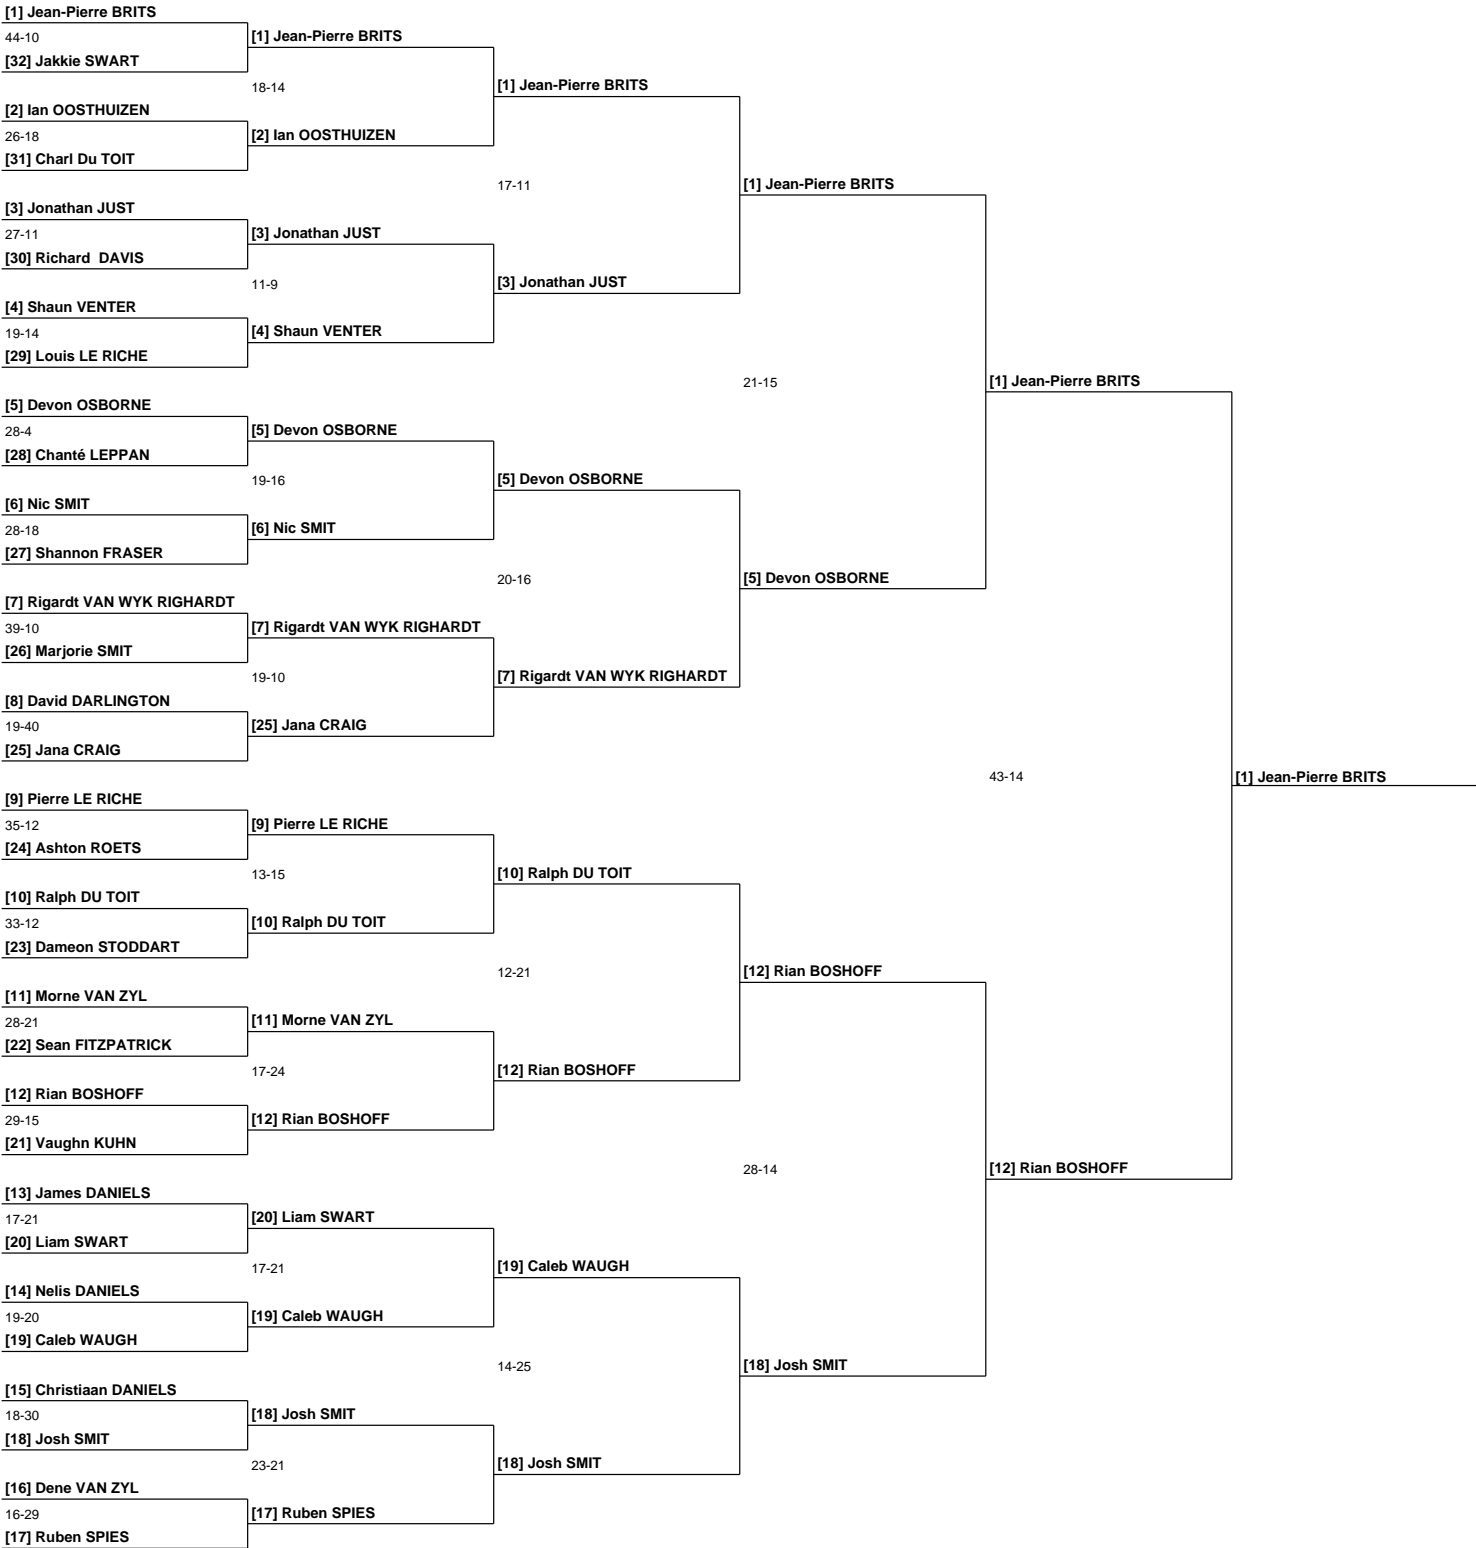 [1] Jean-Pierre BRITS
44-10
[1] Jean-Pierre BRITS
[32] Jakkie SWART
[1] Jean-Pierre BRITS
18-14
[2] Ian OOSTHUIZEN
26-18
[2] Ian OOSTHUIZEN
[31] Charl Du TOIT
17-11
[1] Jean-Pierre BRITS
[3] Jonathan JUST
27-11
[3] Jonathan JUST
[30] Richard  DAVIS
11-9
[3] Jonathan JUST
[4] Shaun VENTER
19-14
[4] Shaun VENTER
[29] Louis LE RICHE
21-15
[1] Jean-Pierre BRITS
[5] Devon OSBORNE
28-4
[5] Devon OSBORNE
[28] Chanté LEPPAN
19-16
[5] Devon OSBORNE
[6] Nic SMIT
28-18
[6] Nic SMIT
[27] Shannon FRASER
20-16
[5] Devon OSBORNE
[7] Rigardt VAN WYK RIGHARDT
39-10
[7] Rigardt VAN WYK RIGHARDT
[26] Marjorie SMIT
19-10
[7] Rigardt VAN WYK RIGHARDT
[8] David DARLINGTON
19-40
[25] Jana CRAIG
[25] Jana CRAIG
43-14
[1] Jean-Pierre BRITS
[9] Pierre LE RICHE
35-12
[9] Pierre LE RICHE
[24] Ashton ROETS
13-15
[10] Ralph DU TOIT
[10] Ralph DU TOIT
33-12
[10] Ralph DU TOIT
[23] Dameon STODDART
12-21
[12] Rian BOSHOFF
[11] Morne VAN ZYL
28-21
[11] Morne VAN ZYL
[22] Sean FITZPATRICK
17-24
[12] Rian BOSHOFF
[12] Rian BOSHOFF
29-15
[12] Rian BOSHOFF
[21] Vaughn KUHN
28-14
[12] Rian BOSHOFF
[13] James DANIELS
17-21
[20] Liam SWART
[20] Liam SWART
17-21
[19] Caleb WAUGH
[14] Nelis DANIELS
19-20
[19] Caleb WAUGH
[19] Caleb WAUGH
14-25
[18] Josh SMIT
[15] Christiaan DANIELS
18-30
[18] Josh SMIT
[18] Josh SMIT
23-21
[18] Josh SMIT
[16] Dene VAN ZYL
16-29
[17] Ruben SPIES
[17] Ruben SPIES